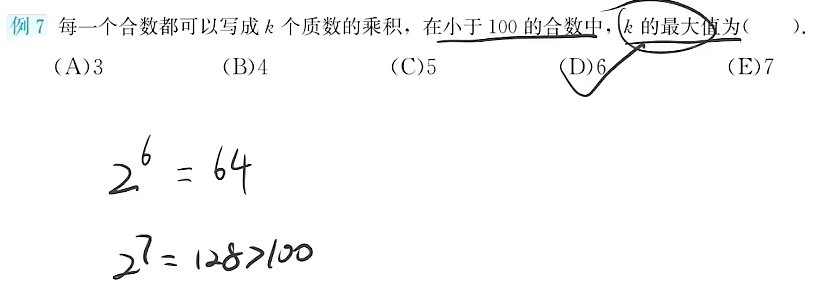 例 7 每一个合数都可以写成 k 个质数的乘积，在小于 100 的合数中，k 的最大值为( ).
(A)3 (B)4 (C)5 (D)6 (E)7
2^6 = 64
2^7 = 128>100